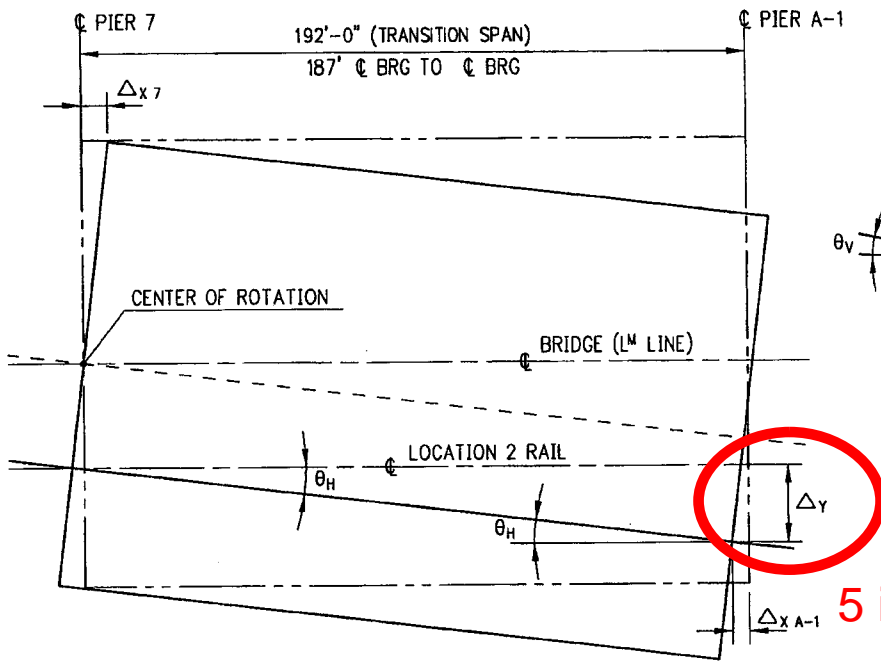 ℄ PIER 7
℄ PIER A-1
192'-0" (TRANSITION SPAN)
187' ℄ BRG TO ℄ BRG
△X 7
θV
CENTER OF ROTATION
℄ BRIDGE (Lᴹ LINE)
℄ LOCATION 2 RAIL
θH
θH
△Y
△X A-1
5